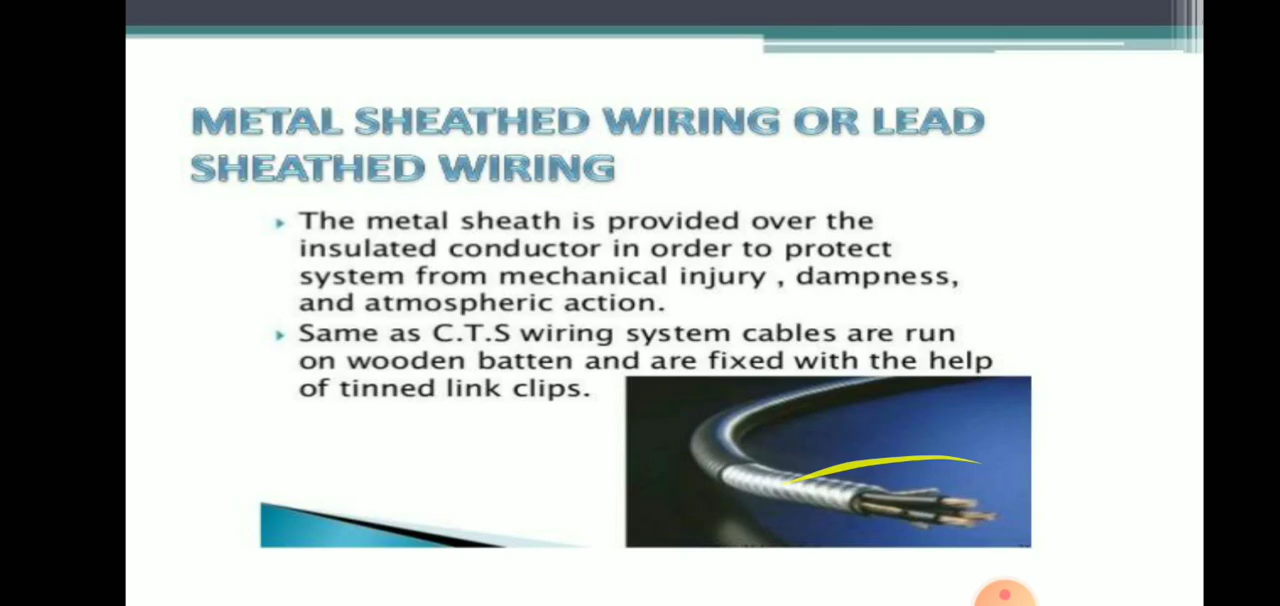 METAL SHEATHED WIRING OR LEAD
SHEATHED WIRING
The metal sheath is provided over the
insulated conductor in order to protect
system from mechanical injury , dampness,
and atmospheric action.
Same as C.T.S wiring system cables are run
on wooden batten and are fixed with the help
of tinned link clips.